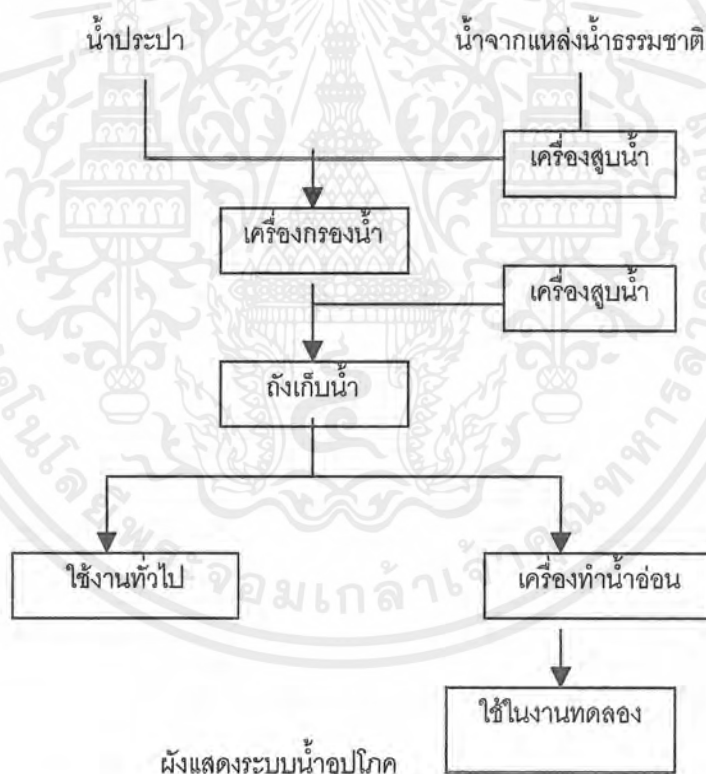 น้ำประปา
น้ำจากแหล่งน้ำธรรมชาติ
เครื่องสูบน้ำ
เครื่องกรองน้ำ
เครื่องสูบน้ำ
ถังเก็บน้ำ
ใช้งานทั่วไป
เครื่องทำน้ำอ่อน
ใช้ในงานทดลอง
ผังแสดงระบบน้ำอุปโภค